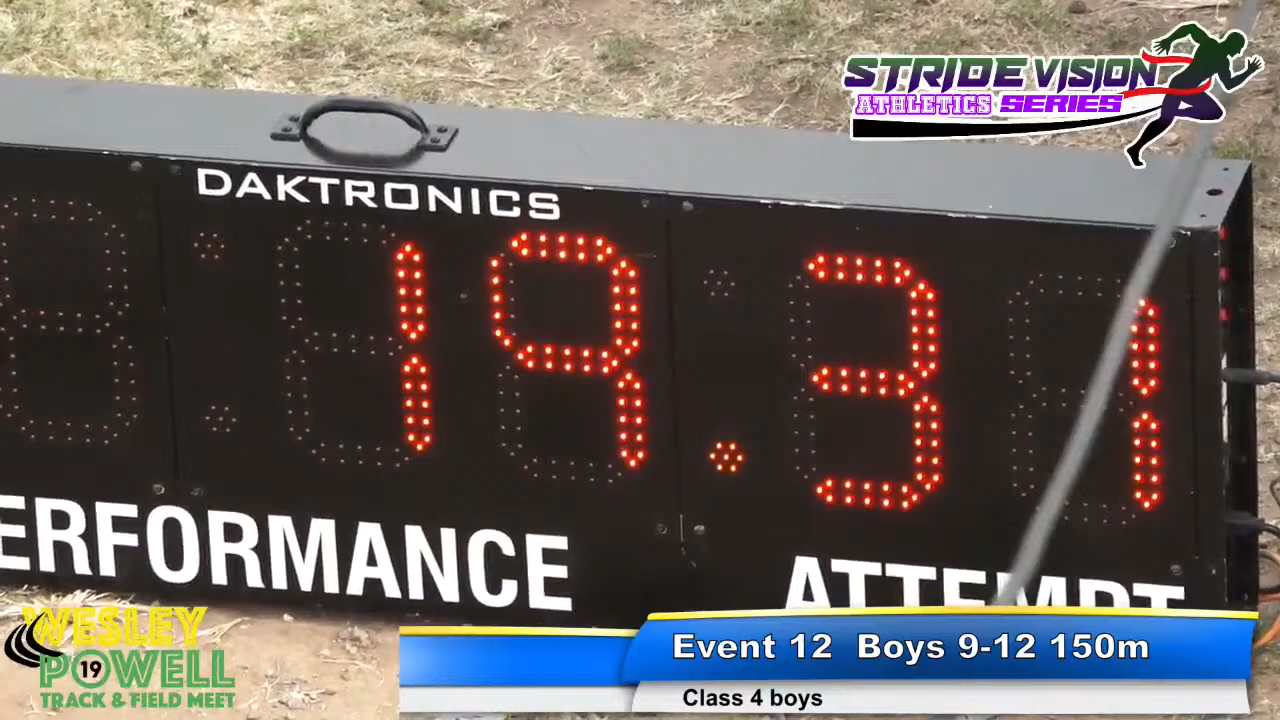 STRIDE VISION
ATHLETICS SERIES
DAKTRONICS
19.31
ERFORMANCE
ATTEMPT
WESLEY
POWELL
19
TRACK & FIELD MEET
Event 12 Boys 9-12 150m
Class 4 boys